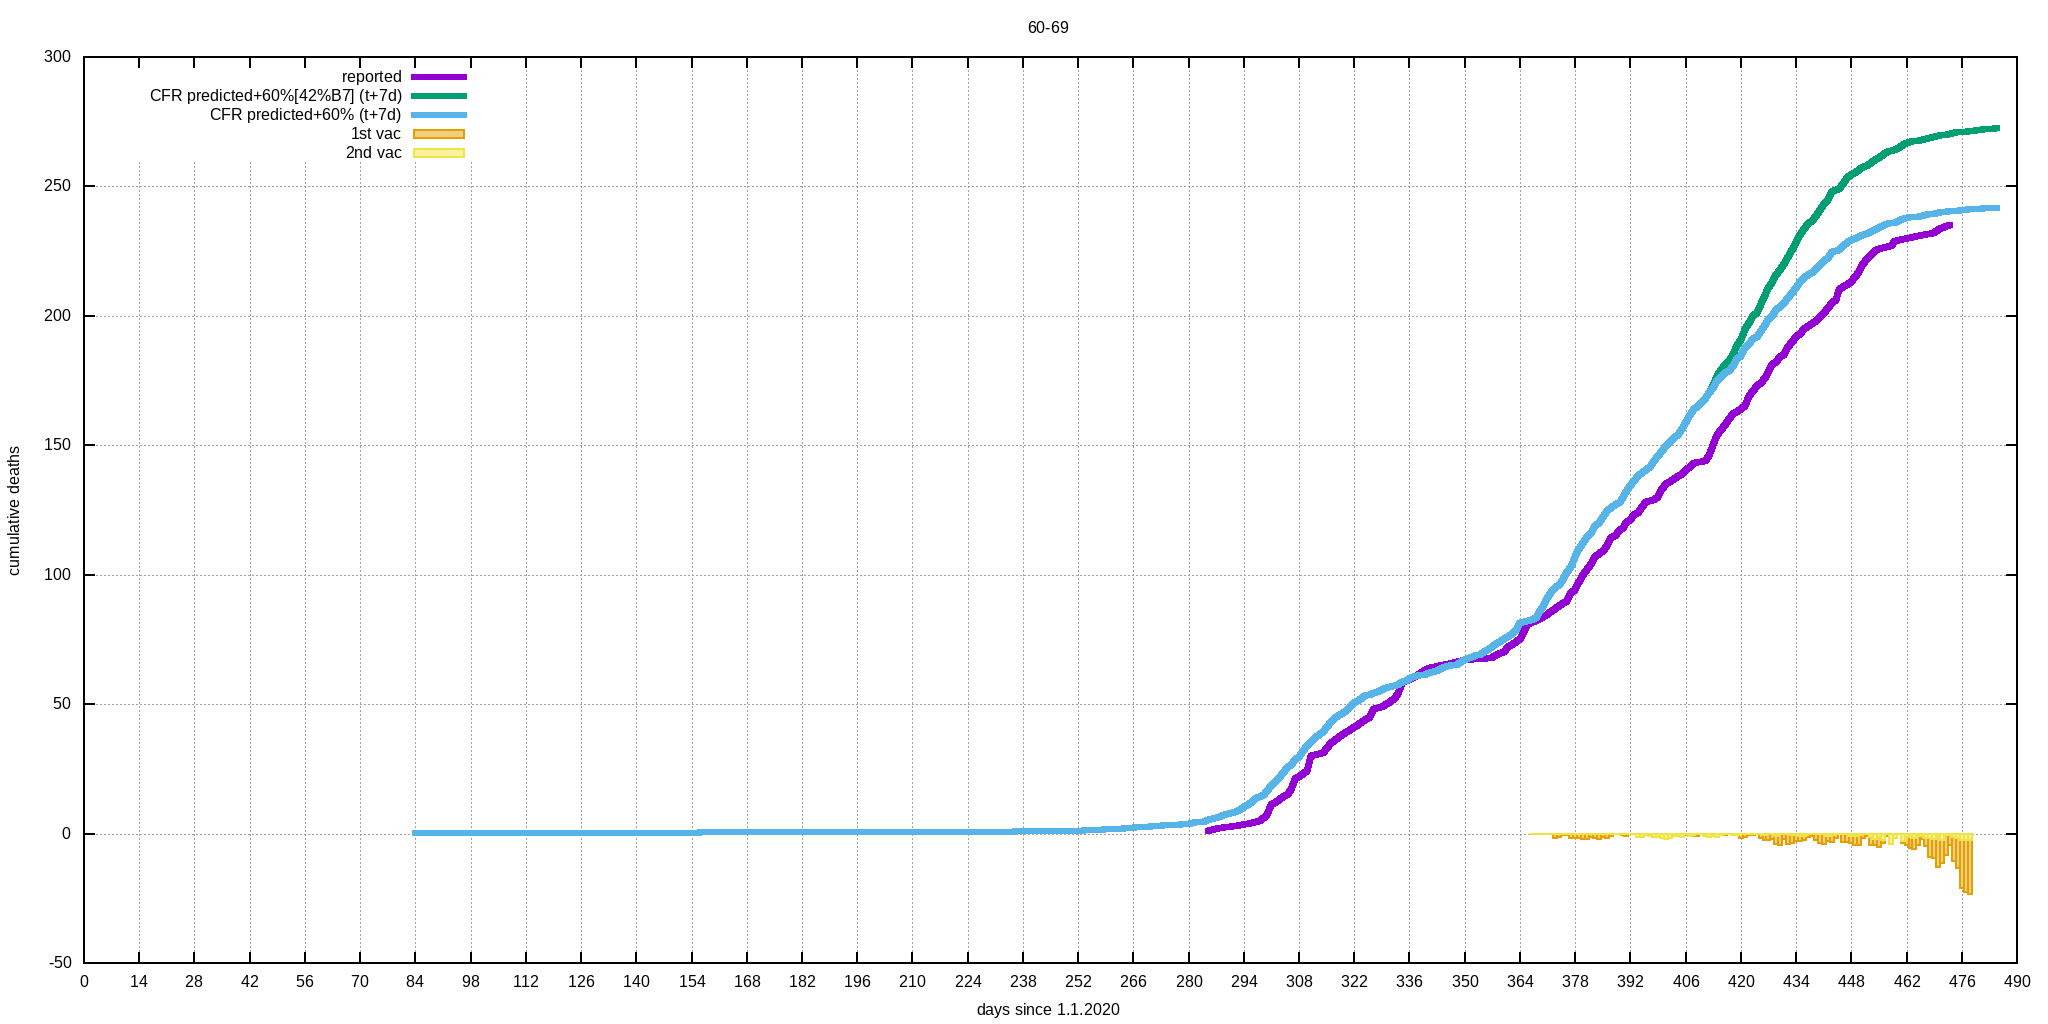 60-69
300
250
200
150
100
50
0
-50
cumulative deaths
reported
CFR predicted+60%[42%B7] (t+7d)
CFR predicted+60% (t+7d)
1st vac
2nd vac
0 14 28 42 56 70 84 98 112 126 140 154 168 182 196 210 224 238 252 266 280 294 308 322 336 350 364 378 392 406 420 434 448 462 476 490
days since 1.1.2020